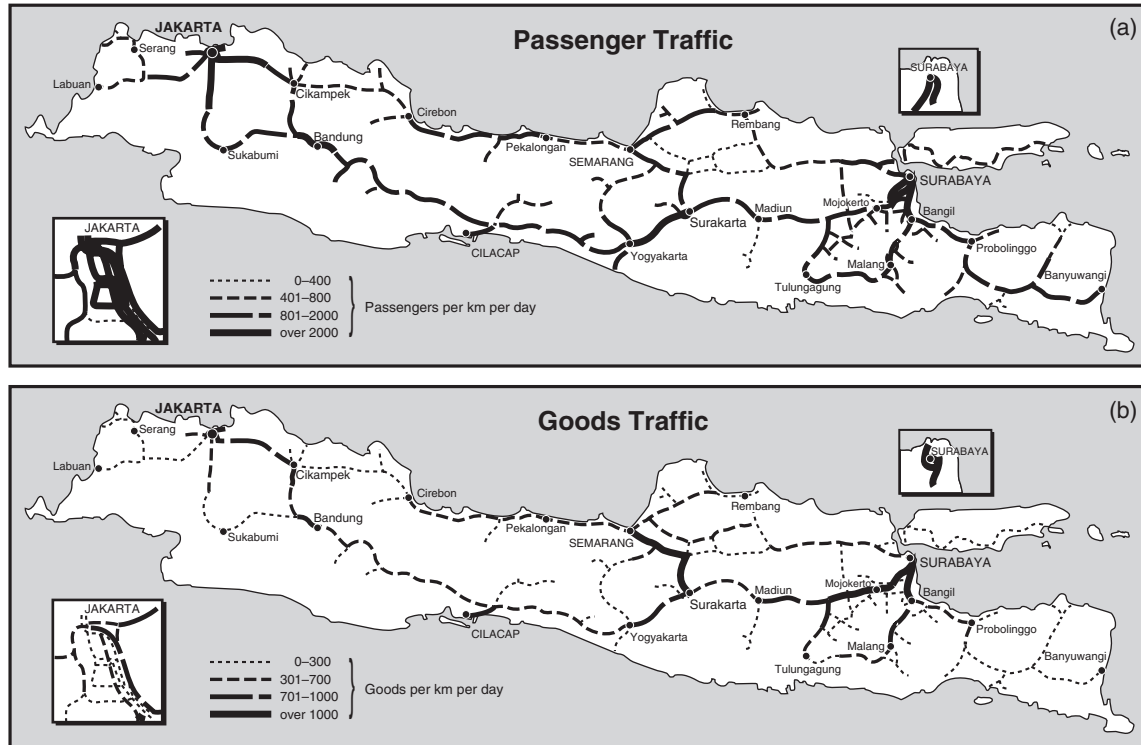 (a)
Passenger Traffic
JAKARTA
Serang
Labuan
Cikampek
Cirebon
Bandung
Sukabumi
Pekalongan
SEMARANG
Rembang
SURABAYA
SURABAYA
Mojokerto
Bangil
Surakarta
Madiun
Probolinggo
Malang
Yogyakarta
CILACAP
Tulungagung
Banyuwangi
JAKARTA
0–400
401–800
801–2000
over 2000
Passengers per km per day
(b)
Goods Traffic
JAKARTA
Serang
Labuan
Cikampek
Cirebon
Bandung
Sukabumi
Pekalongan
SEMARANG
Rembang
SURABAYA
SURABAYA
Mojokerto
Bangil
Surakarta
Madiun
Probolinggo
Malang
Yogyakarta
CILACAP
Tulungagung
Banyuwangi
JAKARTA
0–300
301–700
701–1000
over 1000
Goods per km per day